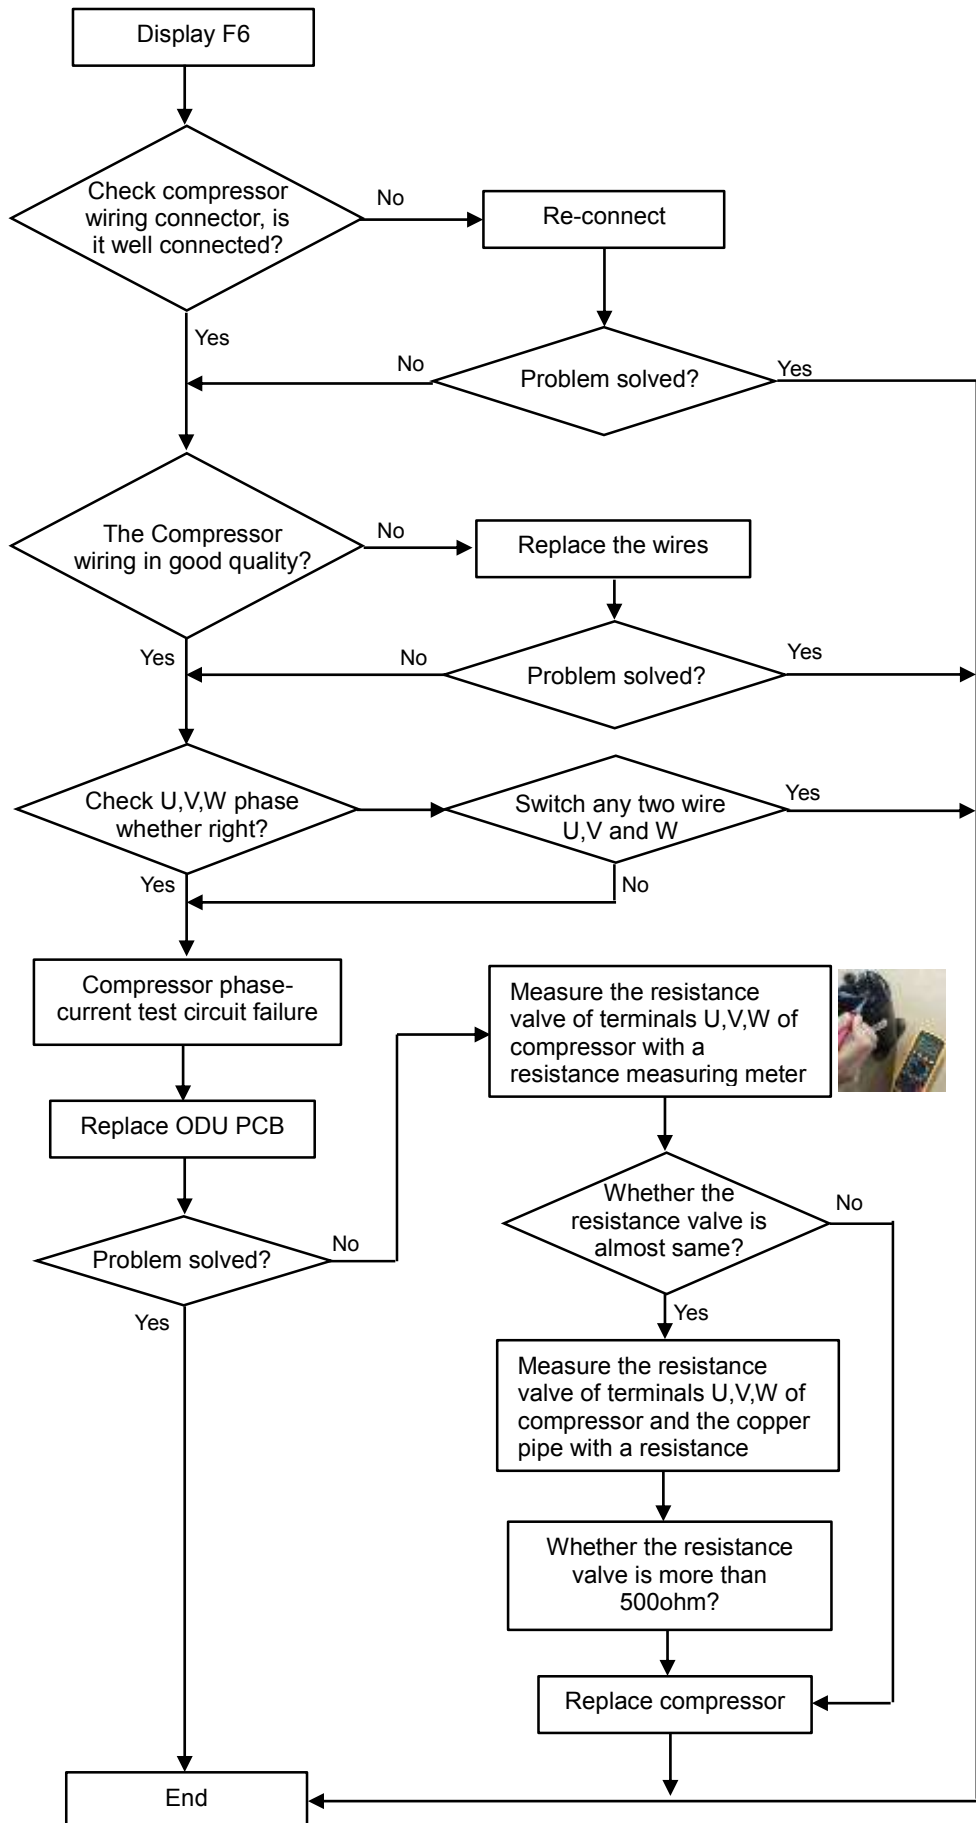 Display F6
Check compressor
wiring connector, is
it well connected?
No
Re-connect
Yes
No
Problem solved?
Yes
The Compressor
wiring in good quality?
No
Replace the wires
Yes
No
Problem solved?
Yes
Check U,V,W phase
whether right?
Switch any two wire
U,V and W
Yes
Yes
No
Compressor phase-
current test circuit failure
Measure the resistance
valve of terminals U,V,W of
compressor with a
resistance measuring meter
Replace ODU PCB
Problem solved?
No
Whether the
resistance valve is
almost same?
No
Yes
Yes
Measure the resistance
valve of terminals U,V,W of
compressor and the copper
pipe with a resistance
Whether the resistance
valve is more than
500ohm?
Replace compressor
End